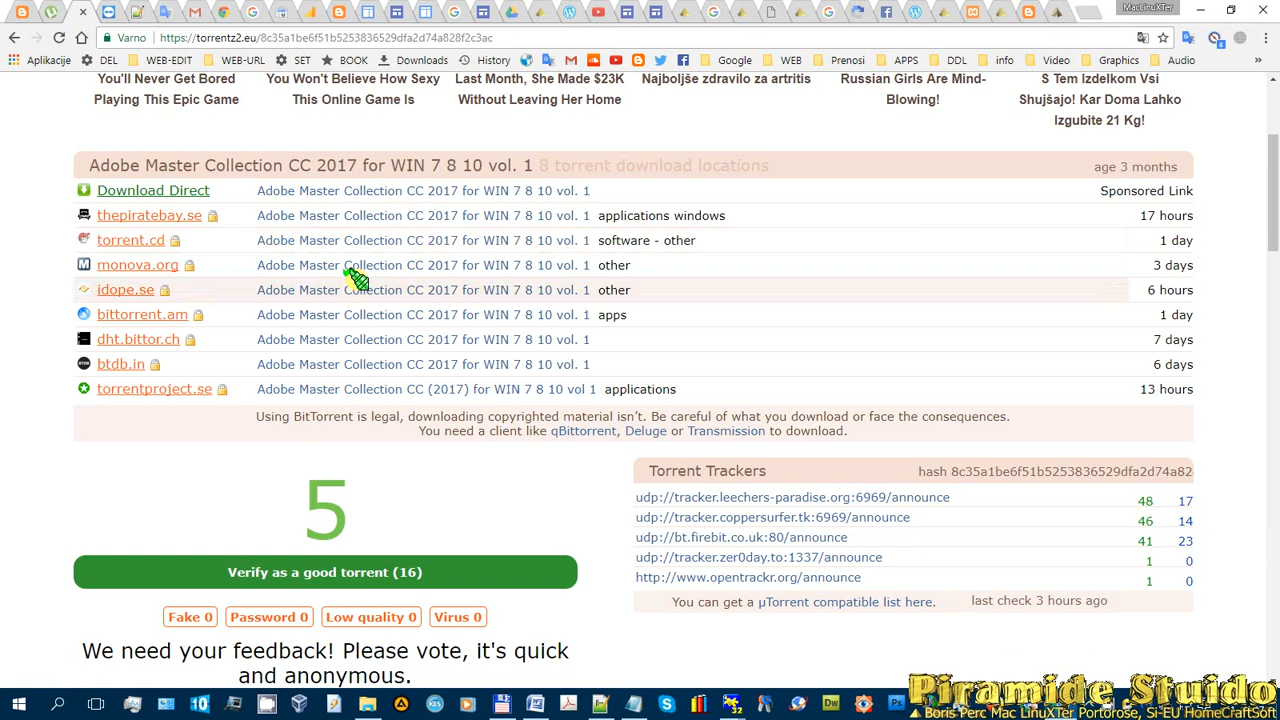 MacLinuXTer
Varno
https://torrentz2.eu/8c35a1be6f51b5253836529dfa2d74a828f2c3ac
Aplikacije
DEL
WEB-EDIT
WEB-URL
SET
BOOK
Downloads
History
Google
WEB
Prenosi
APPS
DDL
info
Video
Graphics
Audio
You'll Never Get Bored
Playing This Epic Game
You Won't Believe How Sexy
This Online Game Is
Last Month, She Made $23K
Without Leaving Her Home
Najboljše zdravilo za artritis
Russian Girls Are Mind-
Blowing!
S Tem Izdelkom Vsi
Shujšajo! Kar Doma Lahko
Izgubite 21 Kg!
Adobe Master Collection CC 2017 for WIN 7 8 10 vol. 1 8 torrent download locations age 3 months
Download Direct Adobe Master Collection CC 2017 for WIN 7 8 10 vol. 1 Sponsored Link
thepiratebay.se Adobe Master Collection CC 2017 for WIN 7 8 10 vol. 1 applications windows 17 hours
torrent.cd Adobe Master Collection CC 2017 for WIN 7 8 10 vol. 1 software - other 1 day
monova.org Adobe Master Collection CC 2017 for WIN 7 8 10 vol. 1 other 3 days
idope.se Adobe Master Collection CC 2017 for WIN 7 8 10 vol. 1 other 6 hours
bittorrent.am Adobe Master Collection CC 2017 for WIN 7 8 10 vol. 1 apps 1 day
dht.bittor.ch Adobe Master Collection CC 2017 for WIN 7 8 10 vol. 1 7 days
btdb.in Adobe Master Collection CC 2017 for WIN 7 8 10 vol. 1 6 days
torrentproject.se Adobe Master Collection CC (2017) for WIN 7 8 10 vol 1 applications 13 hours
Using BitTorrent is legal, downloading copyrighted material isn't. Be careful of what you download or face the consequences.
You need a client like qBittorrent, Deluge or Transmission to download.
5
Verify as a good torrent (16)
Fake 0
Password 0
Low quality 0
Virus 0
We need your feedback! Please vote, it's quick
and anonymous.
Torrent Trackers hash 8c35a1be6f51b5253836529dfa2d74a82
udp://tracker.leechers-paradise.org:6969/announce 48 17
udp://tracker.coppersurfer.tk:6969/announce 46 14
udp://bt.firebit.co.uk:80/announce 41 23
udp://tracker.zer0day.to:1337/announce 1 0
http://www.opentrackr.org/announce 1 0
You can get a µTorrent compatible list here. last check 3 hours ago
Piramide Stuido
Boris Perc Mac LinuXTer Portorose, Si-EU HomeCraftSoft